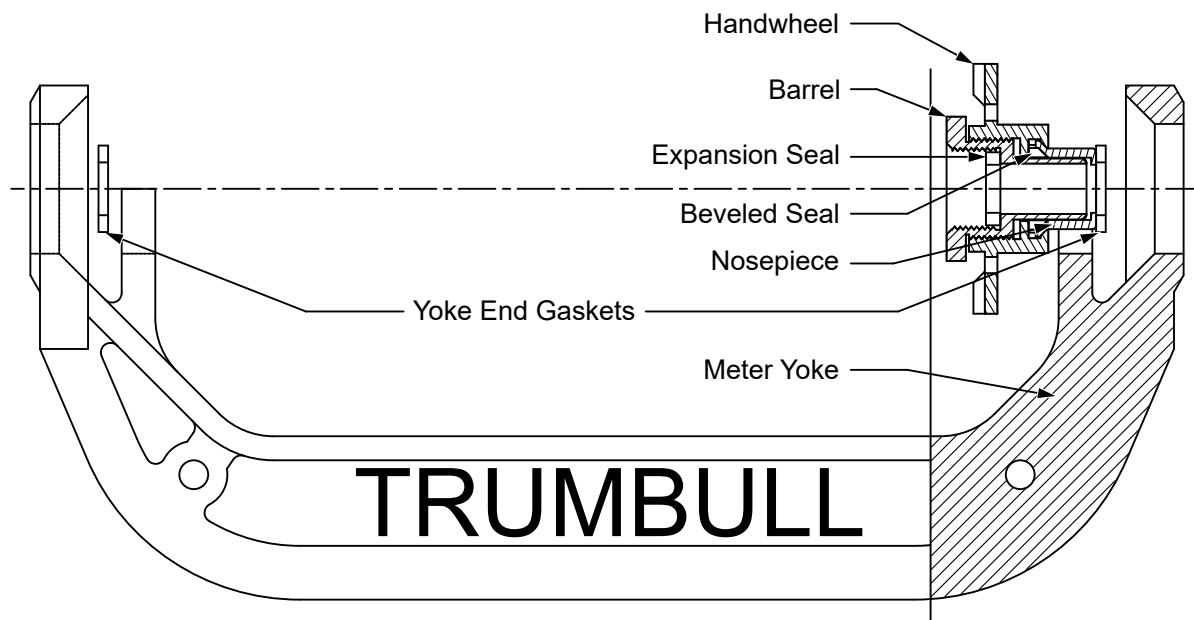 Handwheel
Barrel
Expansion Seal
Beveled Seal
Nosepiece
Yoke End Gaskets
Meter Yoke
TRUMBULL